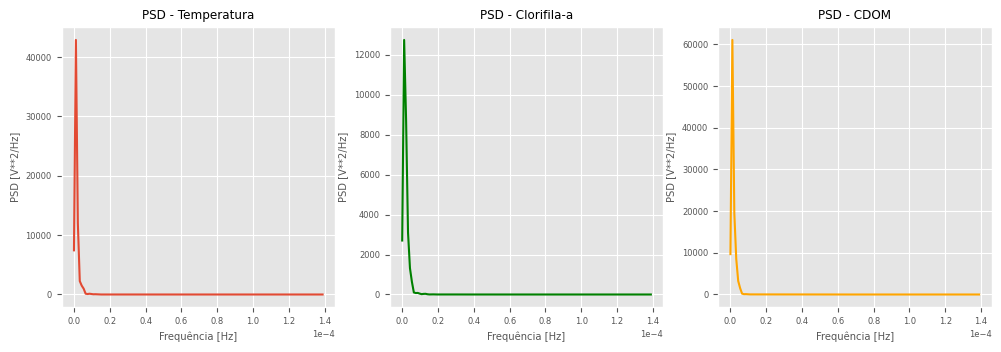 PSD - Temperatura
PSD [V**2/Hz]
40000
30000
20000
10000
0
0.0 0.2 0.4 0.6 0.8 1.0 1.2 1.4
1e−4
Frequência [Hz]
PSD - Clorifila-a
PSD [V**2/Hz]
12000
10000
8000
6000
4000
2000
0
0.0 0.2 0.4 0.6 0.8 1.0 1.2 1.4
1e−4
Frequência [Hz]
PSD - CDOM
PSD [V**2/Hz]
60000
50000
40000
30000
20000
10000
0
0.0 0.2 0.4 0.6 0.8 1.0 1.2 1.4
1e−4
Frequência [Hz]